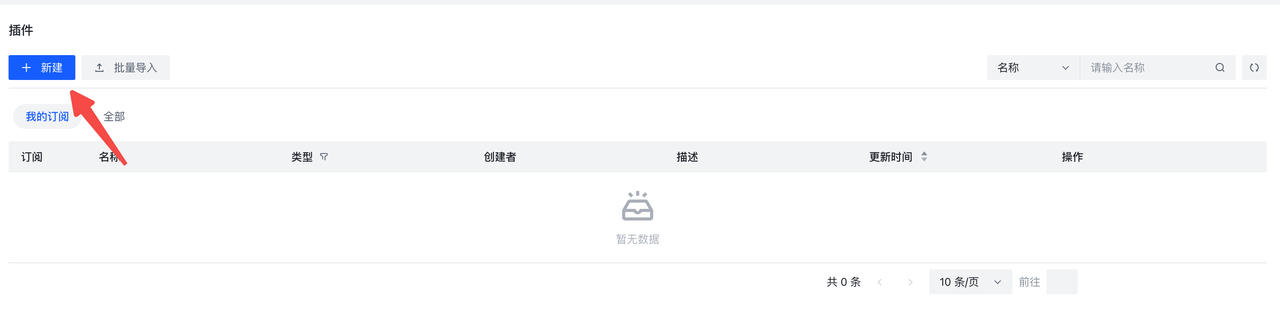 插件
新建 批量导入 名称 请输入名称
我的订阅 全部
订阅 名称 类型 创建者 描述 更新时间 操作
暂无数据
共 0 条 10 条/页 前往